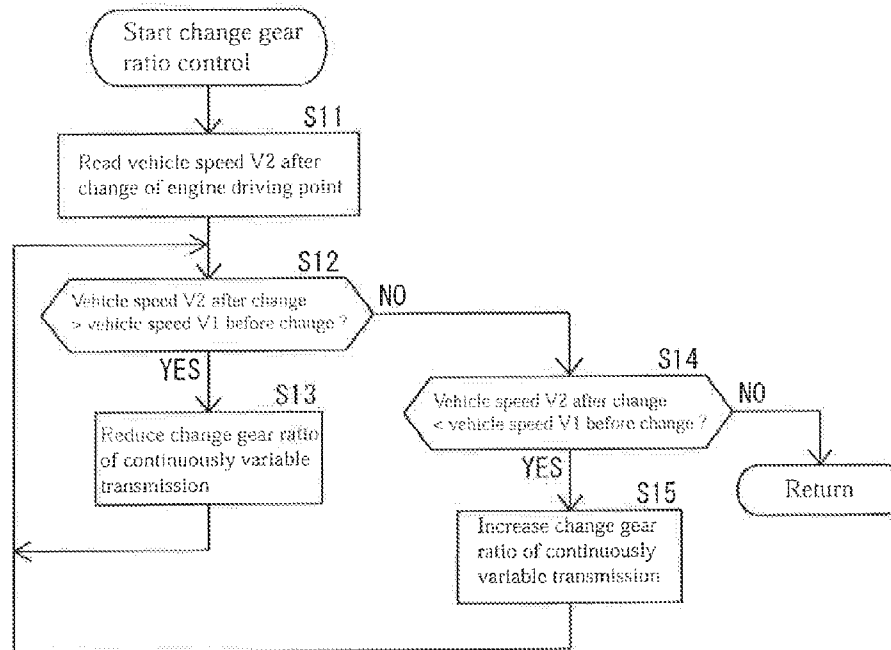 Start change gear
ratio control
S11
Read vehicle speed V2 after
change of engine driving point
S12
Vehicle speed V2 after change
> vehicle speed V1 before change ?
NO
YES
S13
Reduce change gear ratio
of continuously variable
transmission
S14
Vehicle speed V2 after change
< vehicle speed V1 before change ?
NO
YES
Return
S15
Increase change gear
ratio of continuously
variable transmission